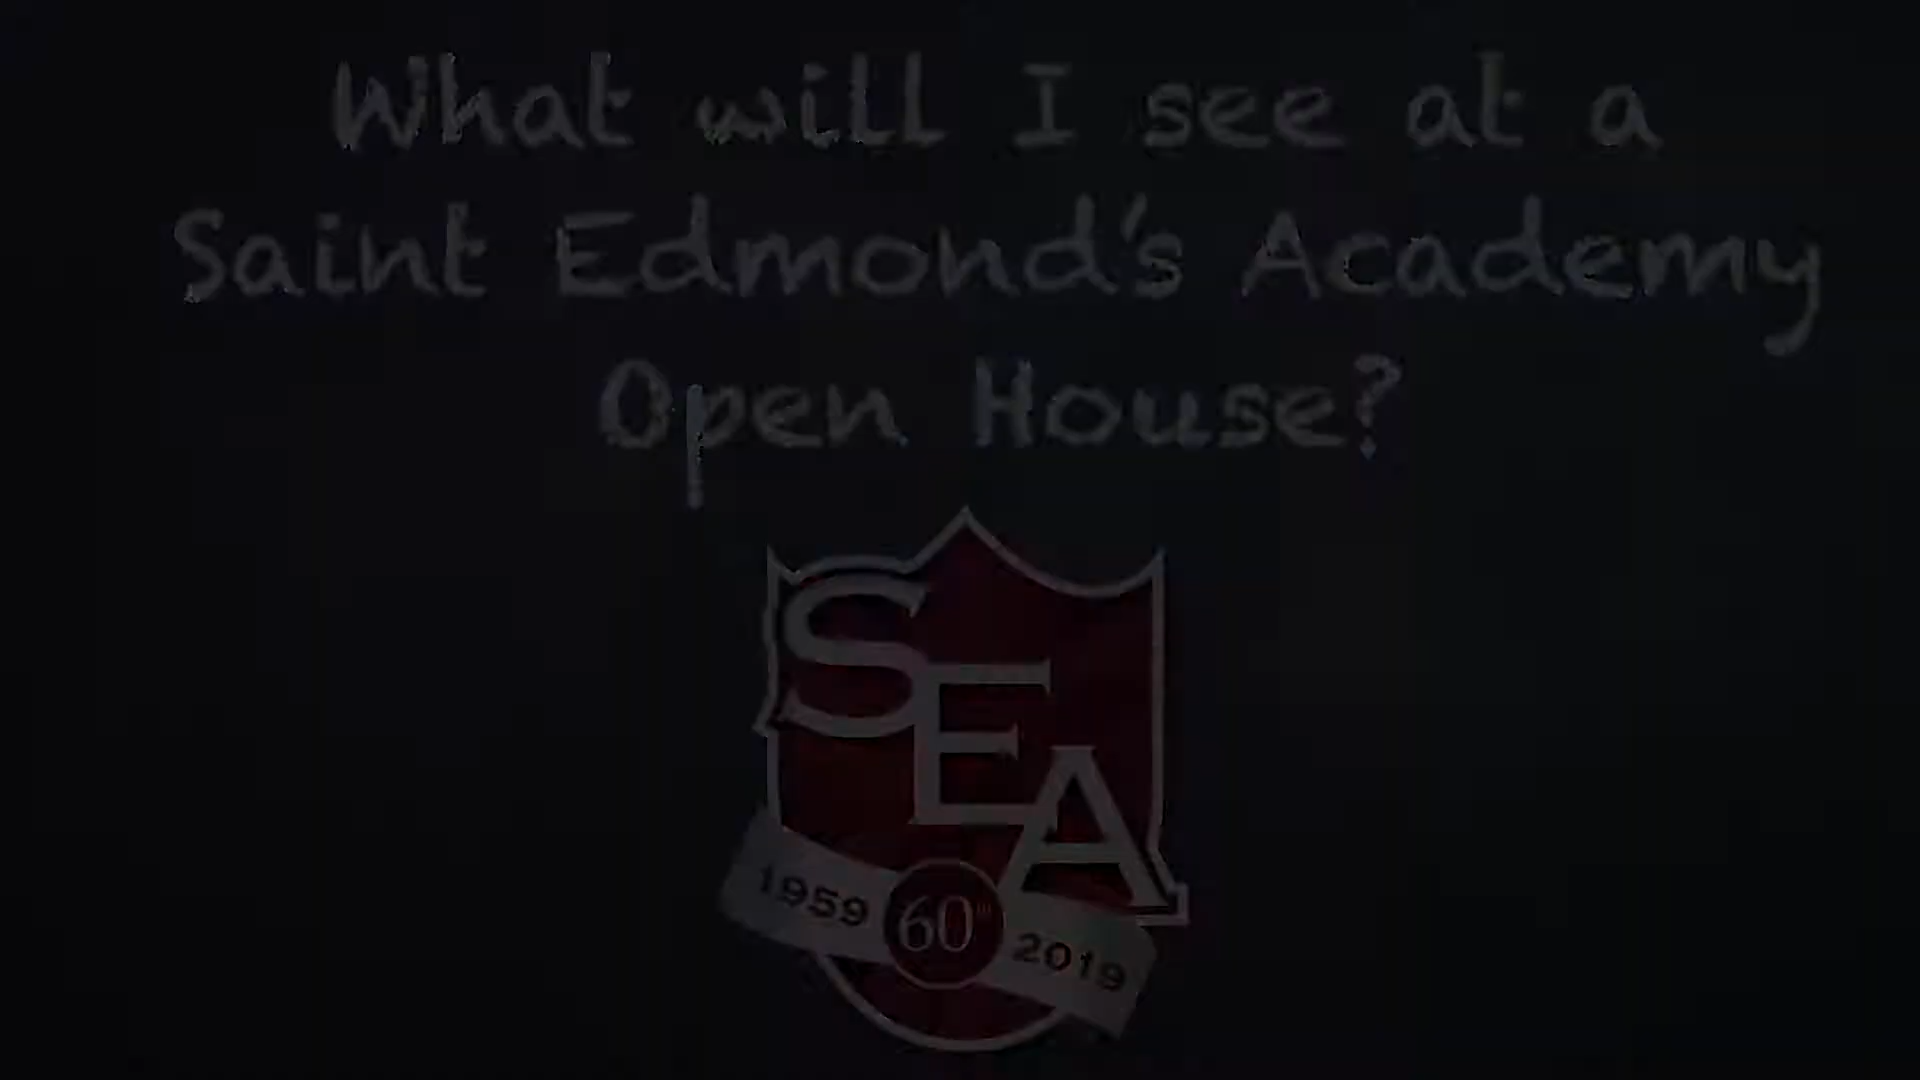 What will I see at a
Saint Edmond's Academy
Open House?
SEA
1959 60th 2019